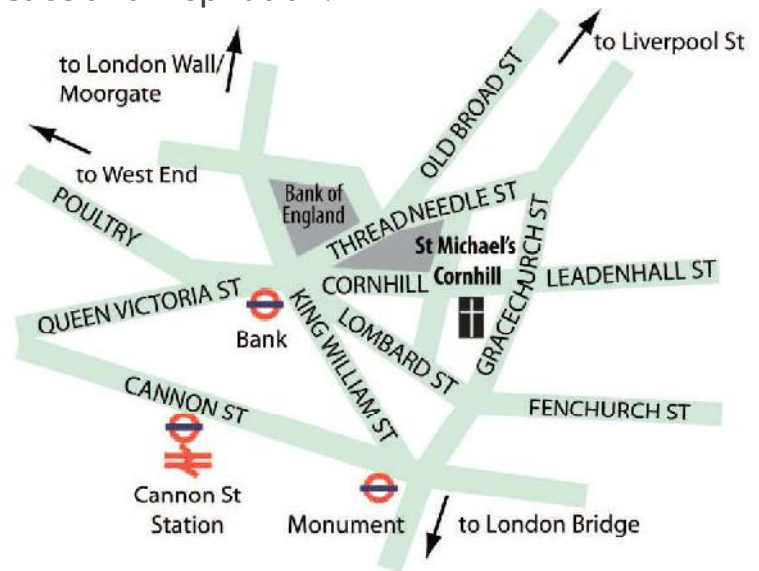 to London Wall/
Moorgate
to Liverpool St
OLD BROAD ST
to West End
Bank of
England
THREADNEEDLE ST
POULTRY
St Michael's
Cornhill
CORNHILL
LEADENHALL ST
GRACECHURCH ST
QUEEN VICTORIA ST
Bank
KING WILLIAM ST
LOMBARD ST
CANNON ST
FENCHURCH ST
Cannon St
Station
Monument
to London Bridge